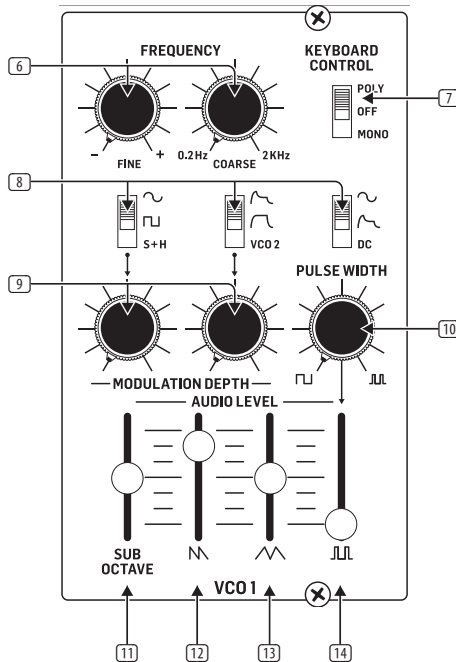 FREQUENCY
KEYBOARD
CONTROL
6
POLY
7
OFF
MONO
– FINE +
0.2Hz COARSE 2KHz
8
S+H
VCO 2
DC
9
PULSE WIDTH
10
MODULATION DEPTH
AUDIO LEVEL
SUB
OCTAVE
VCO 1
11 12 13 14